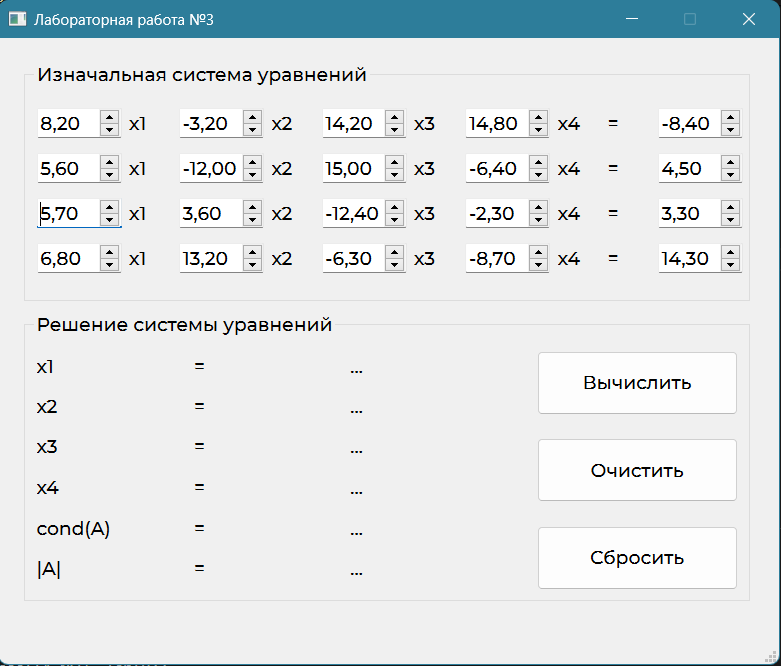 Лабораторная работа №3
Изначальная система уравнений
8,20 x1 -3,20 x2 14,20 x3 14,80 x4 = -8,40
5,60 x1 -12,00 x2 15,00 x3 -6,40 x4 = 4,50
5,70 x1 3,60 x2 -12,40 x3 -2,30 x4 = 3,30
6,80 x1 13,20 x2 -6,30 x3 -8,70 x4 = 14,30
Решение системы уравнений
x1 = ...
x2 = ...
x3 = ...
x4 = ...
cond(A) = ...
|A| = ...
Вычислить
Очистить
Сбросить